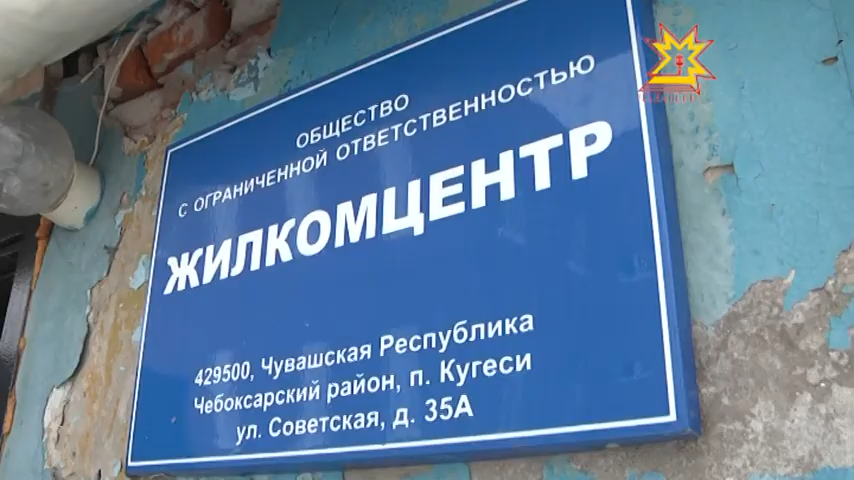 ОБЩЕСТВО
С ОГРАНИЧЕННОЙ ОТВЕТСТВЕННОСТЬЮ
ЖИЛКОМЦЕНТР
429500, Чувашская Республика
Чебоксарский район, п. Кугеси
ул. Советская, д. 35А